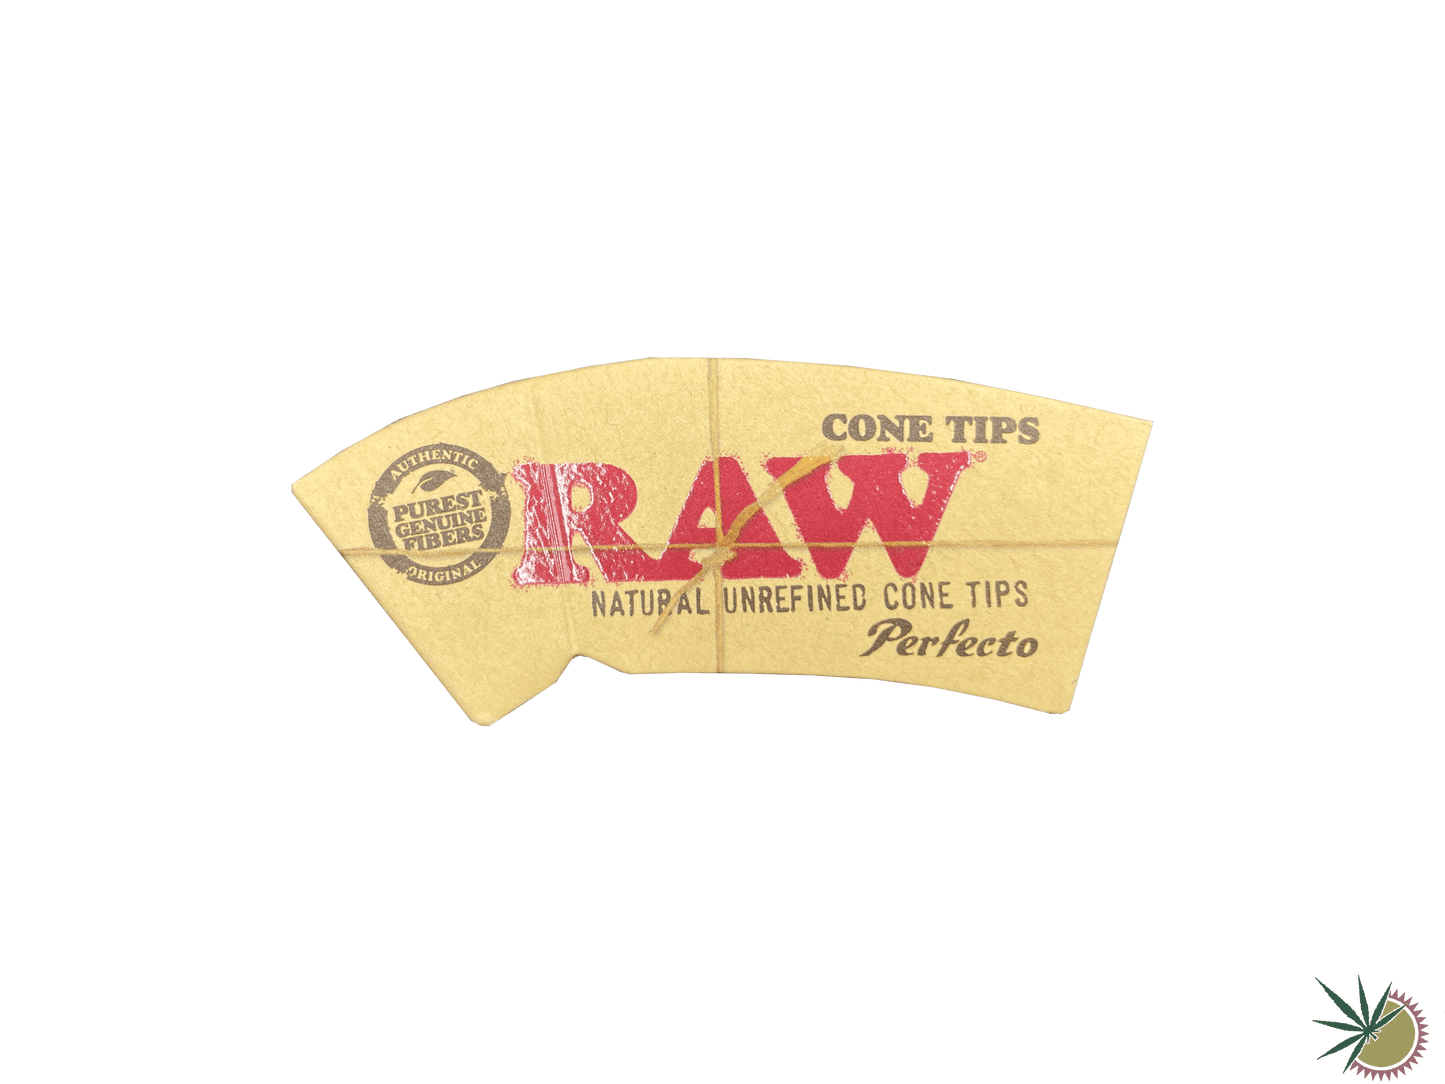 CONE TIPS
RAW®
AUTHENTIC
PUREST
GENUINE
FIBERS
ORIGINAL
NATURAL UNREFINED CONE TIPS
Perfecto